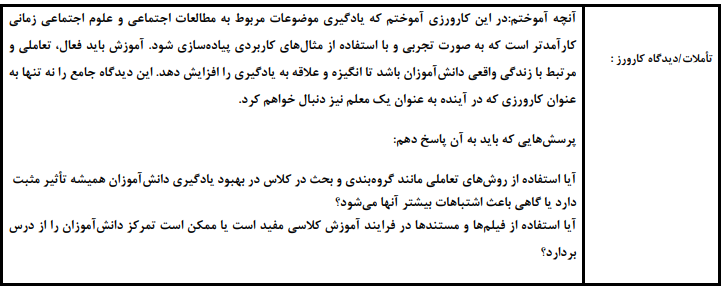 تأملات/دیدگاه کارورز :
آنچه آموختم:در این کارورزی آموختم که یادگیری موضوعات مربوط به مطالعات اجتماعی و علوم اجتماعی زمانی
کارآمدتر است که به صورت تجربی و با استفاده از مثال‌های کاربردی پیاده‌سازی شود. آموزش باید فعال، تعاملی و
مرتبط با زندگی واقعی دانش‌آموزان باشد تا انگیزه و علاقه به یادگیری را افزایش دهد. این دیدگاه جامع را نه تنها به
عنوان کارورزی که در آینده به عنوان یک معلم نیز دنبال خواهم کرد.
پرسش‌هایی که باید به آن پاسخ دهم:
آیا استفاده از روش‌های تعاملی مانند گروه‌بندی و بحث در کلاس در بهبود یادگیری دانش‌آموزان همیشه تأثیر مثبت
دارد یا گاهی باعث اشتباهات بیشتر آنها می‌شود؟
آیا استفاده از فیلم‌ها و مستندها در فرایند آموزش کلاسی مفید است یا ممکن است تمرکز دانش‌آموزان را از درس
بردارد؟